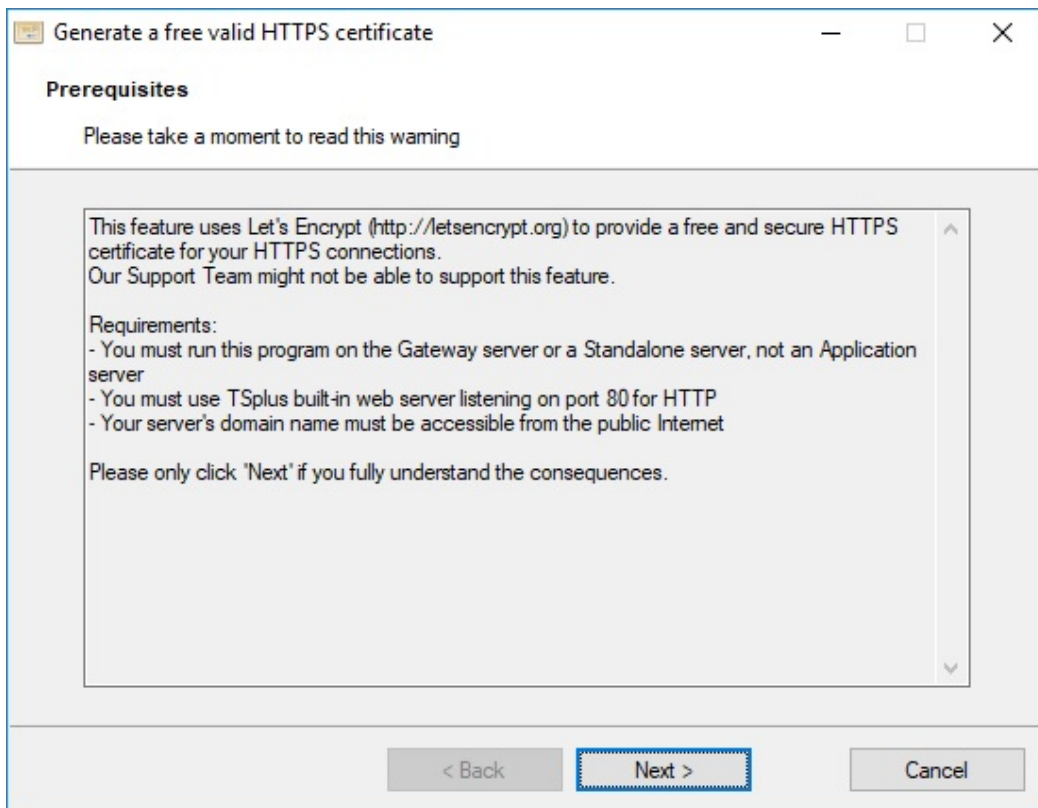 Generate a free valid HTTPS certificate
Prerequisites
Please take a moment to read this warning
This feature uses Let's Encrypt (http://letsencrypt.org) to provide a free and secure HTTPS
certificate for your HTTPS connections.
Our Support Team might not be able to support this feature.
Requirements:
- You must run this program on the Gateway server or a Standalone server, not an Application
server
- You must use TSplus built-in web server listening on port 80 for HTTP
- Your server's domain name must be accessible from the public Internet
Please only click 'Next' if you fully understand the consequences.
< Back
Next >
Cancel